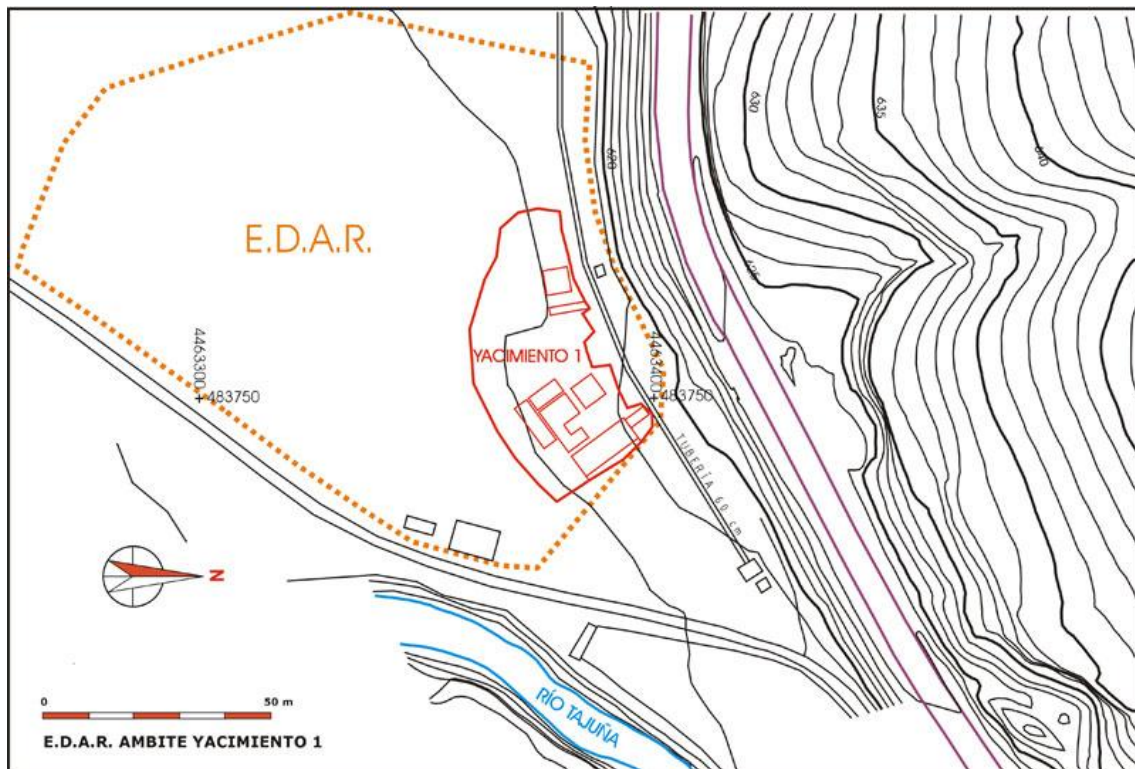 630
635
640
620
E.D.A.R.
625
YACIMIENTO 1
4463300
+ 483750
4463400
+ 483750
TUBERÍA 60 cm
N
RÍO TAJUÑA
0 50 m
E.D.A.R. AMBITE YACIMIENTO 1